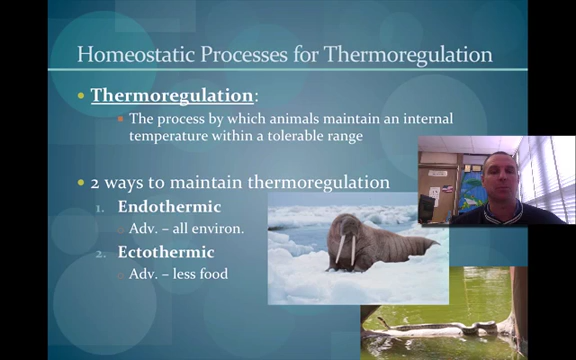 Homeostatic Processes for Thermoregulation
Thermoregulation:
The process by which animals maintain an internal
temperature within a tolerable range
2 ways to maintain thermoregulation
1. Endothermic
Adv. – all environ.
2. Ectothermic
Adv. – less food